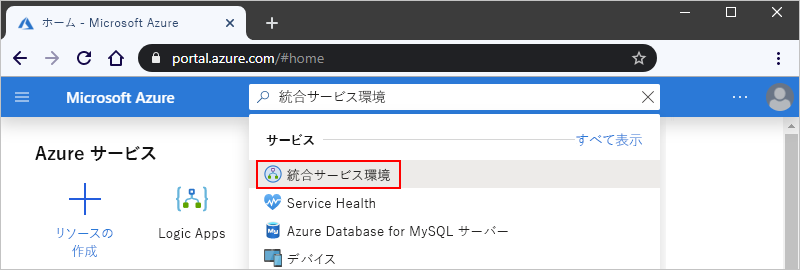 ホーム - Microsoft Azure
portal.azure.com/#home
Microsoft Azure
統合サービス環境
サービス
すべて表示
統合サービス環境
Service Health
Azure Database for MySQL サーバー
デバイス
Azure サービス
リソースの
作成
Logic Apps